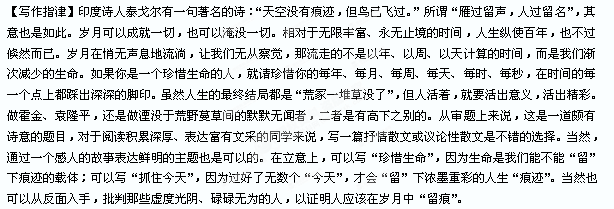 【写作指津】印度诗人泰戈尔有一句著名的诗：“天空没有痕迹，但鸟已飞过。”所谓“雁过留声，人过留名”，其
意也是如此。岁月可以成就一切，也可以淹没一切。相对于无限丰富、永无止境的时间，人生纵使百年，也不过
倏然而已。岁月在悄无声息地流淌，让我们无从察觉，那流走的不是以年、以周、以天计算的时间，而是我们渐
次减少的生命。如果你是一个珍惜生命的人，就请珍惜你的每年、每月、每周、每天、每时、每秒，在时间的每
一个点上都踩出深深的脚印。虽然人生的最终结局都是“荒冢一堆草没了”，但人活着，就要活出意义，活出精彩。
做霍金、袁隆平，还是做湮没于荒野蔓草间的默默无闻者，二者是有高下之别的。从审题上来说，这是一道颇有
诗意的题目，对于阅读积累深厚、表达富有文采的同学来说，写一篇抒情散文或议论性散文是不错的选择。当然，
通过一个感人的故事表达鲜明的主题也是可以的。在立意上，可以写“珍惜生命”，因为生命是我们能不能“留”
下痕迹的载体；可以写“抓住今天”，因为过好了无数个“今天”，才会“留”下浓墨重彩的人生“痕迹”。当然也
可以从反面入手，批判那些虚度光阴、碌碌无为的人，以证明人应该在岁月中“留痕”。